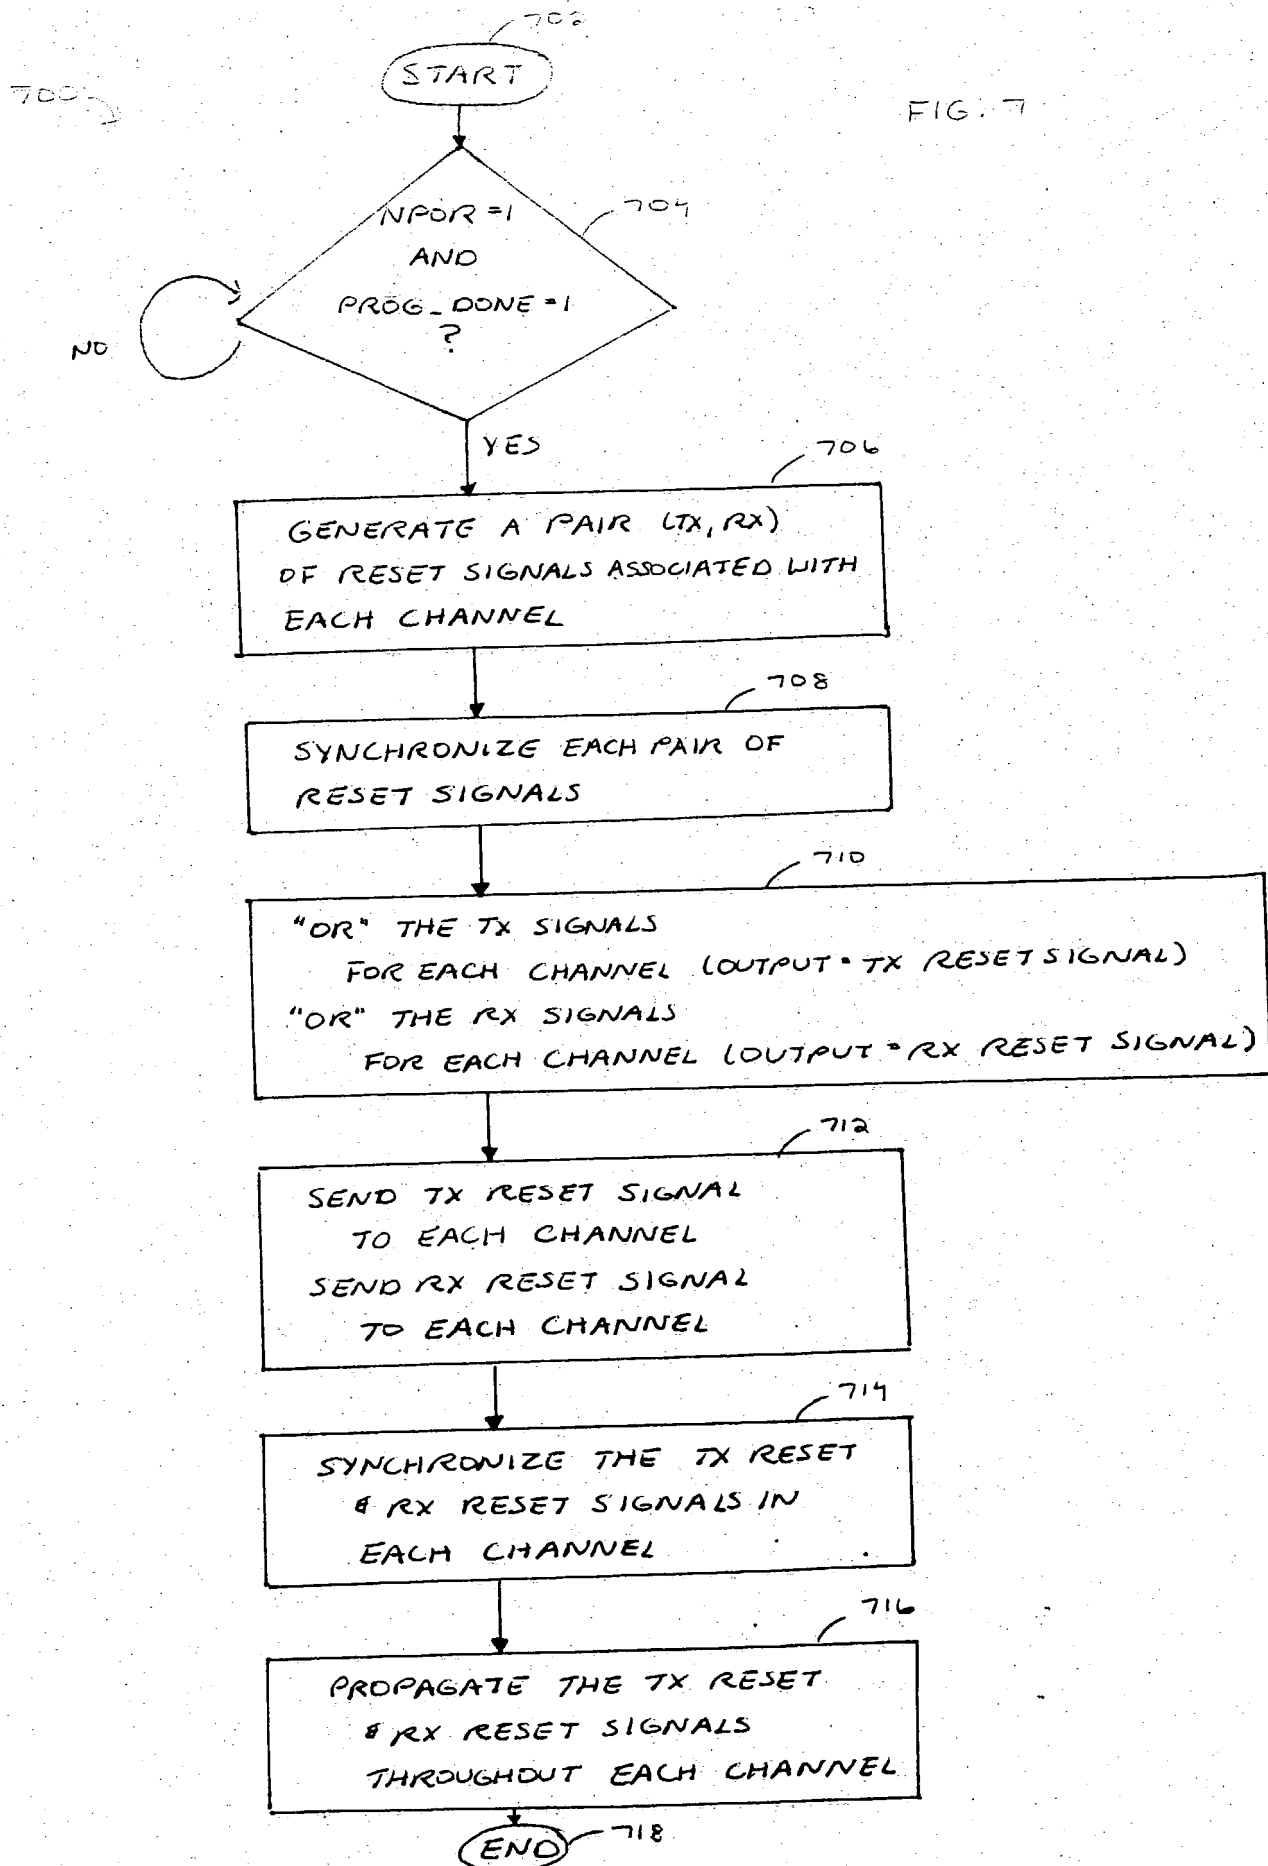 702
START
700
FIG. 7
NPOR=1
704
AND
PROG_DONE=1
?
NO
YES
706
GENERATE A PAIR (TX, RX)
OF RESET SIGNALS ASSOCIATED WITH
EACH CHANNEL
708
SYNCHRONIZE EACH PAIR OF
RESET SIGNALS
710
"OR" THE TX SIGNALS
FOR EACH CHANNEL (OUTPUT = TX RESET SIGNAL)
"OR" THE RX SIGNALS
FOR EACH CHANNEL (OUTPUT = RX RESET SIGNAL)
712
SEND TX RESET SIGNAL
TO EACH CHANNEL
SEND RX RESET SIGNAL
TO EACH CHANNEL
714
SYNCHRONIZE THE TX RESET
& RX RESET SIGNALS IN
EACH CHANNEL
716
PROPAGATE THE TX RESET
& RX RESET SIGNALS
THROUGHOUT EACH CHANNEL
END
718